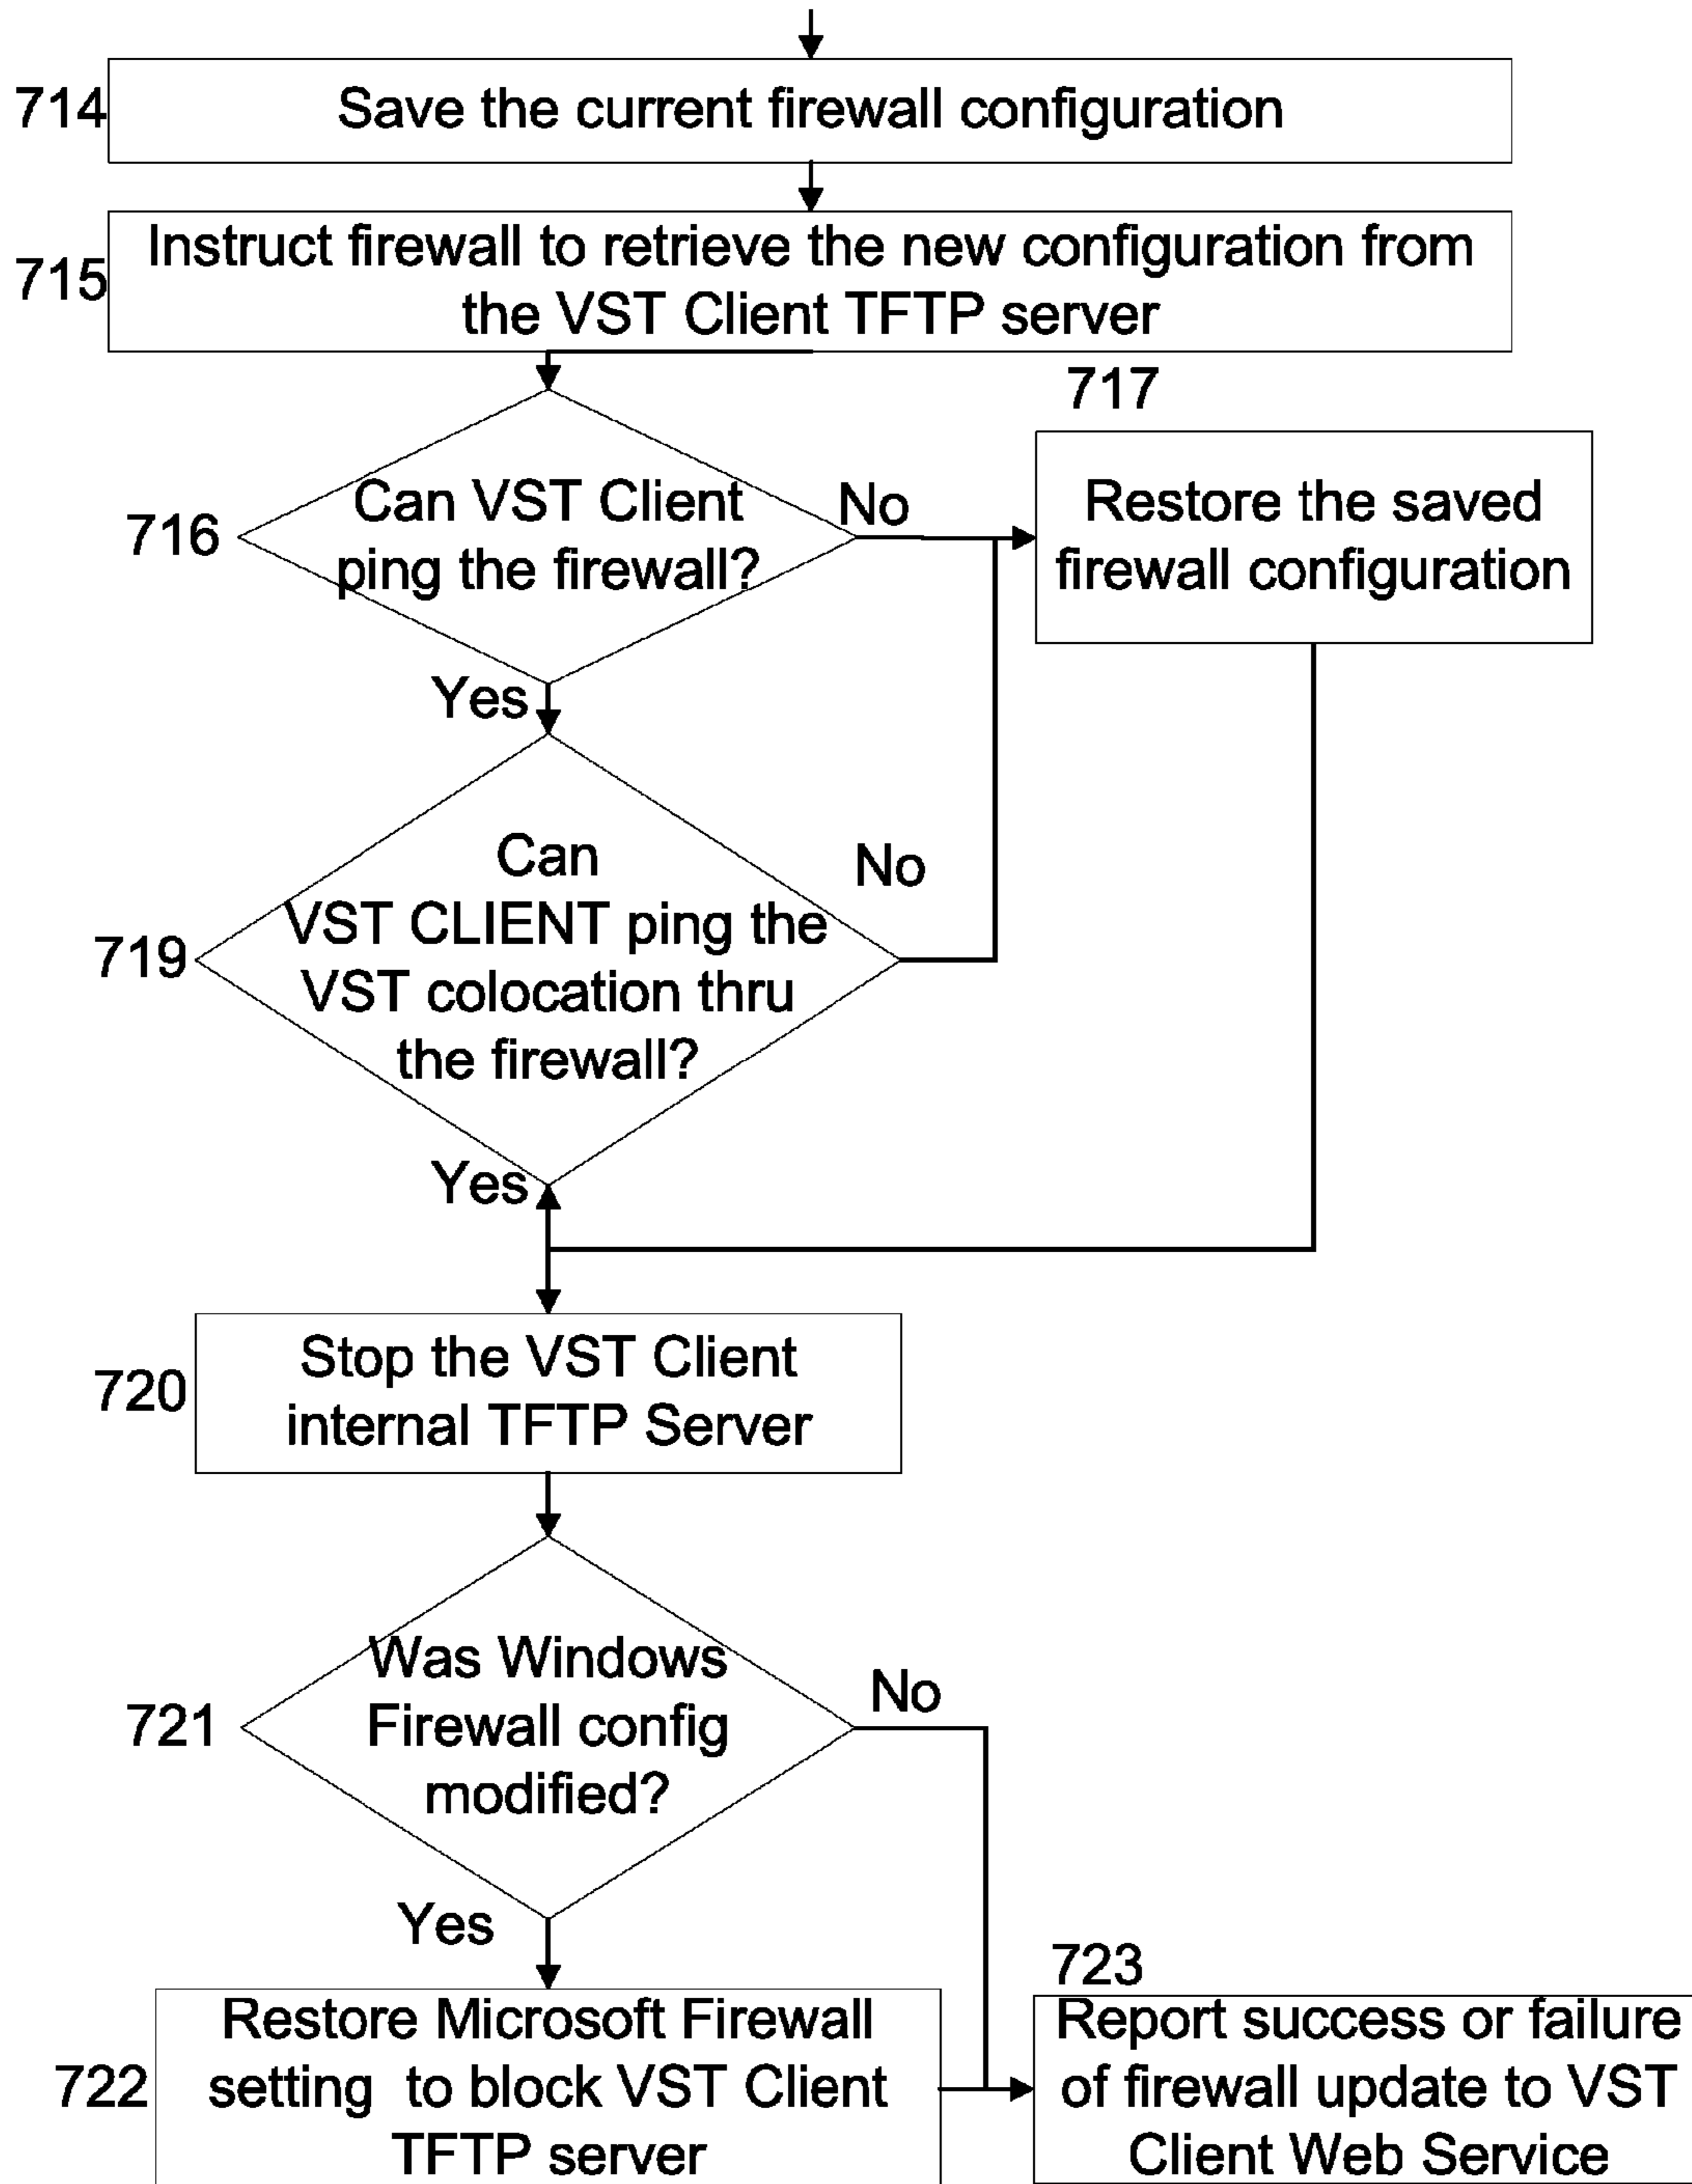 714
Save the current firewall configuration
715
Instruct firewall to retrieve the new configuration from
the VST Client TFTP server
717
716
Can VST Client
ping the firewall?
No
Restore the saved
firewall configuration
Yes
719
Can
VST CLIENT ping the
VST colocation thru
the firewall?
No
Yes
720
Stop the VST Client
internal TFTP Server
721
Was Windows
Firewall config
modified?
No
Yes
722
Restore Microsoft Firewall
setting  to block VST Client
TFTP server
723
Report success or failure
of firewall update to VST
Client Web Service